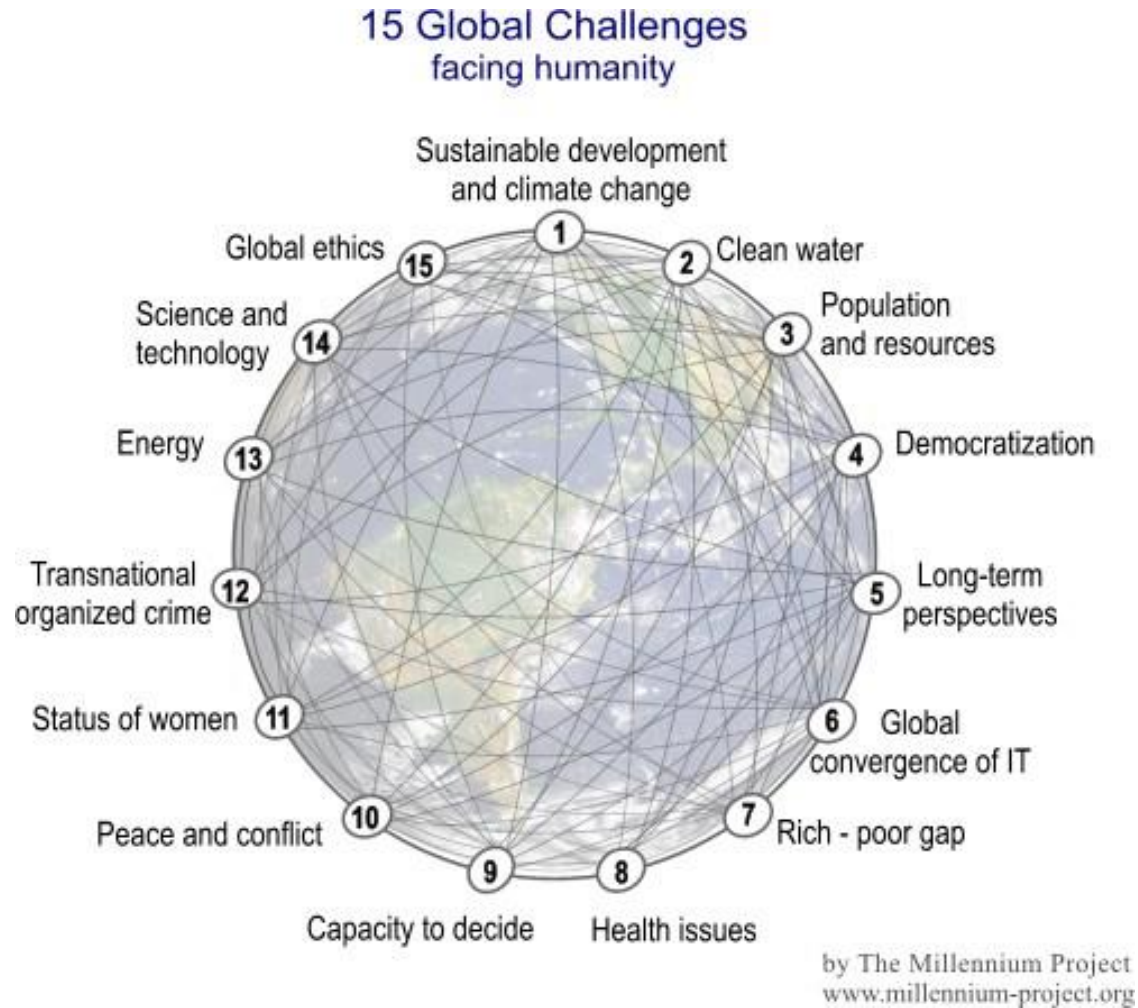 15 Global Challenges
facing humanity
Sustainable development
and climate change
1
2
Clean water
3
Population
and resources
4
Democratization
5
Long-term
perspectives
6
Global
convergence of IT
7
Rich - poor gap
8
Health issues
9
Capacity to decide
10
Peace and conflict
11
Status of women
12
Transnational
organized crime
13
Energy
14
Science and
technology
15
Global ethics
by The Millennium Project
www.millennium-project.org